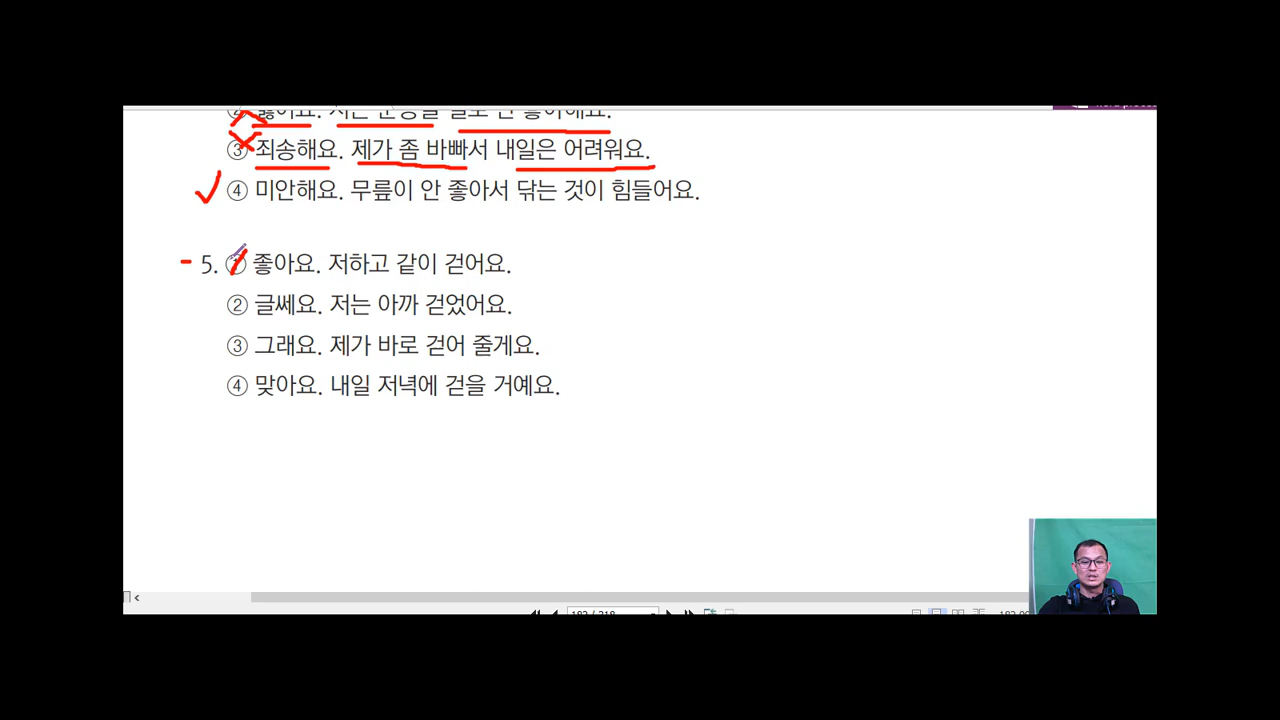 ③ 죄송해요. 제가 좀 바빠서 내일은 어려워요.
④ 미안해요. 무릎이 안 좋아서 닦는 것이 힘들어요.
5. ① 좋아요. 저하고 같이 걷어요.
② 글쎄요. 저는 아까 걷었어요.
③ 그래요. 제가 바로 걷어 줄게요.
④ 맞아요. 내일 저녁에 걷을 거예요.